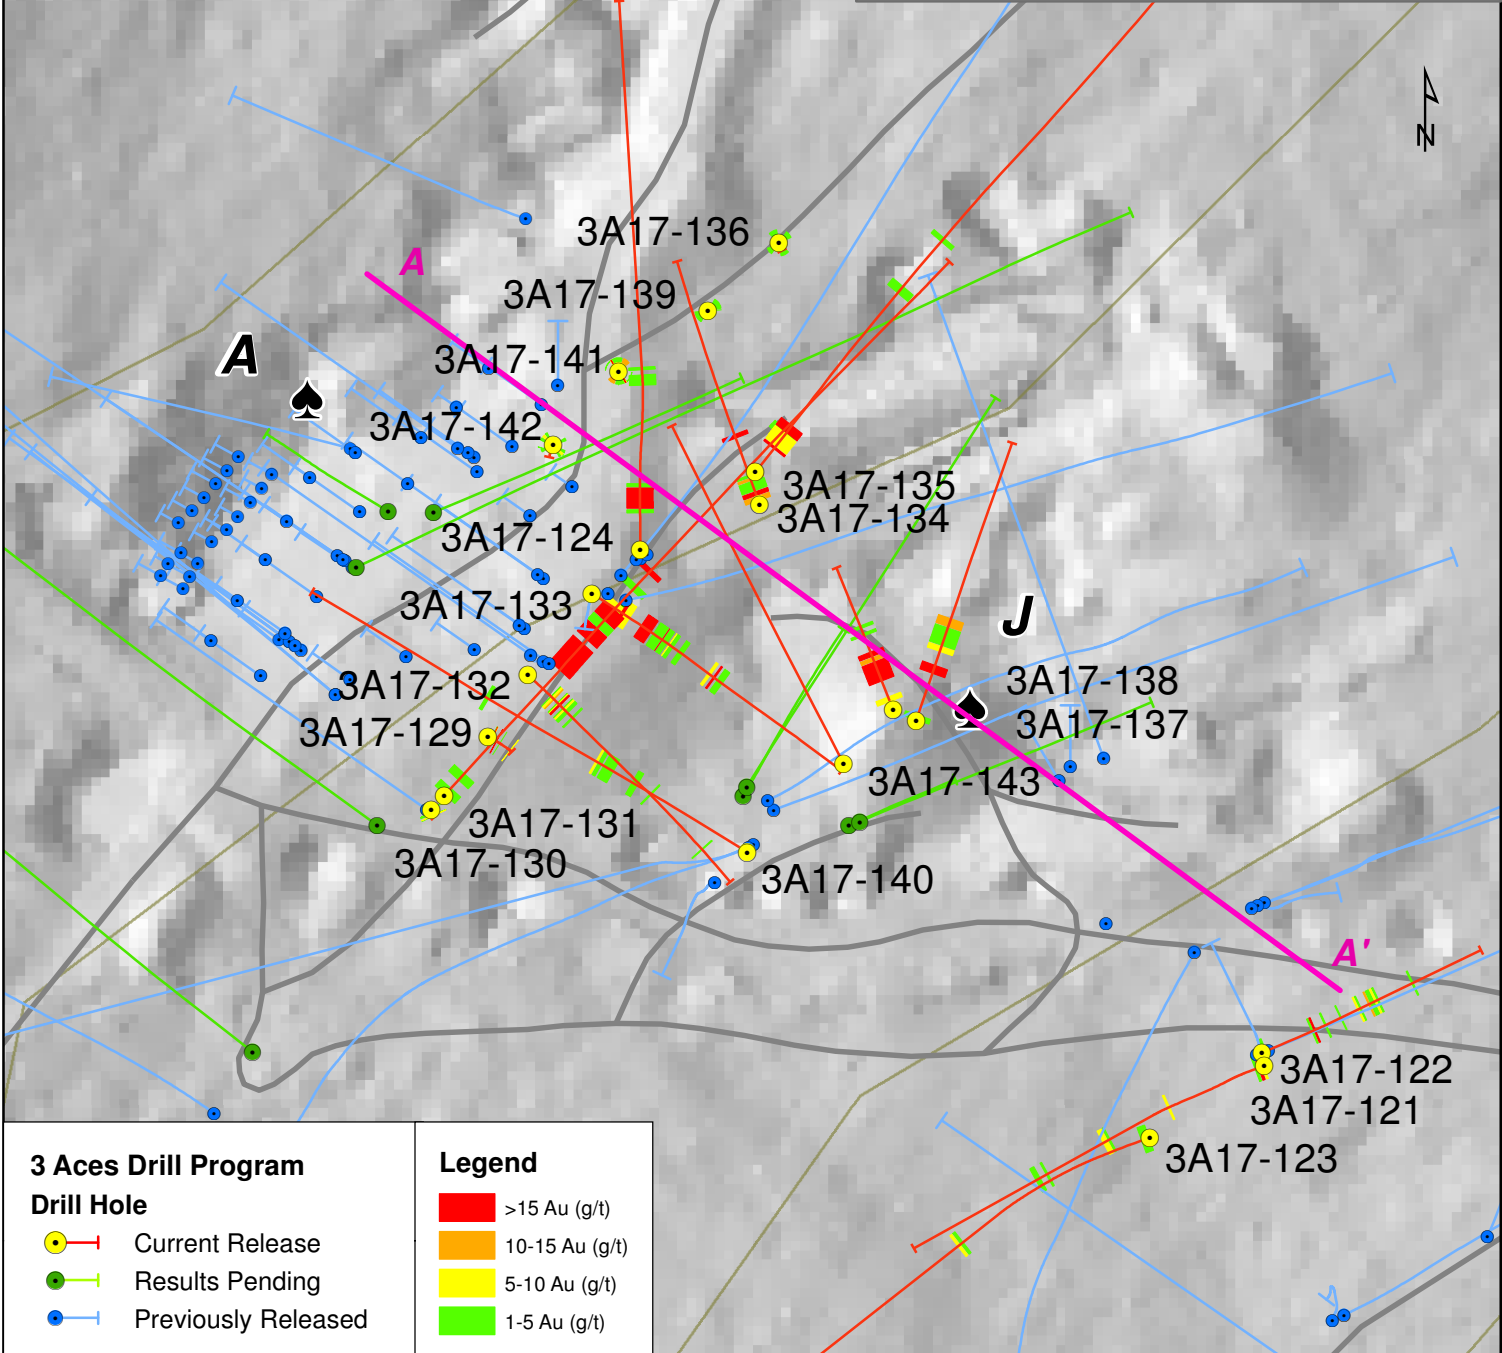 N
3A17-136
A
3A17-139
A
3A17-141
3A17-142
3A17-135
3A17-134
3A17-124
3A17-133
J
3A17-132
3A17-138
3A17-129
3A17-137
3A17-143
3A17-131
3A17-130
3A17-140
A'
3A17-122
3A17-121
3A17-123
3 Aces Drill Program
Drill Hole
Current Release
Results Pending
Previously Released
Legend
>15 Au (g/t)
10-15 Au (g/t)
5-10 Au (g/t)
1-5 Au (g/t)